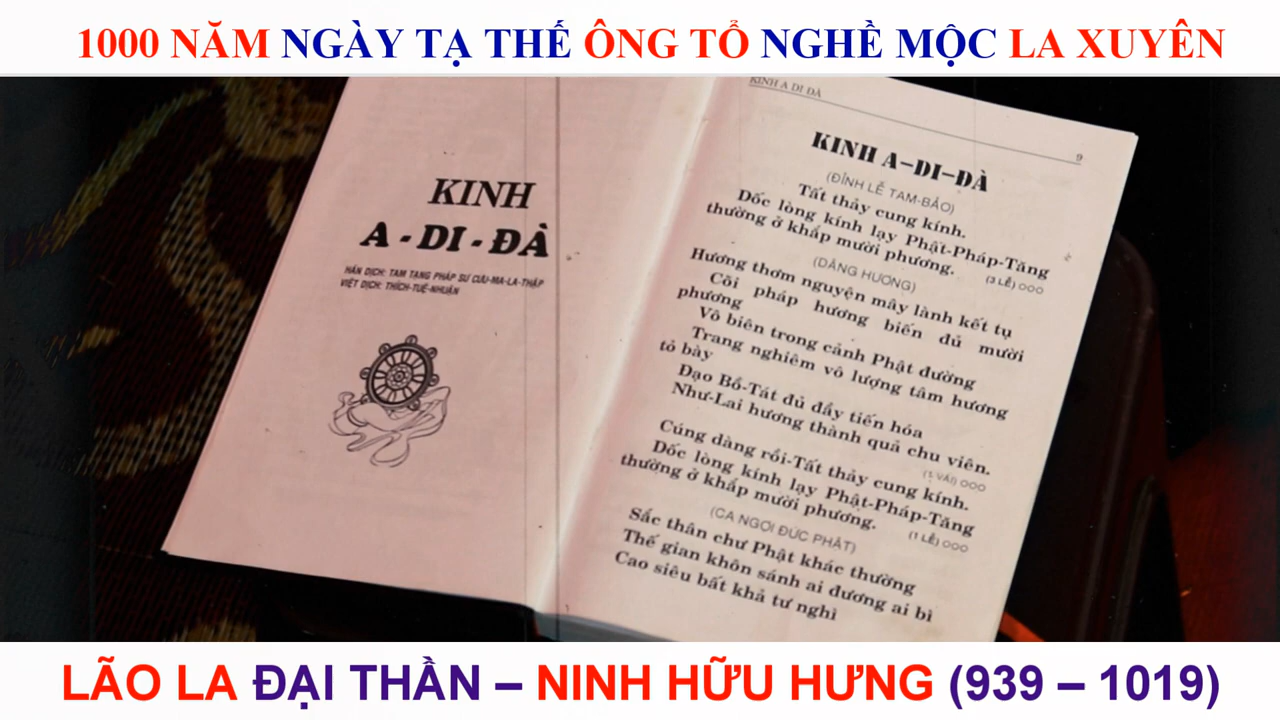 1000 NĂM NGÀY TẠ THẾ ÔNG TỔ NGHỀ MỘC LA XUYÊN
KINH
A - DI - ĐÀ
HÁN DỊCH: TAM TẠNG PHÁP SƯ CƯU-MA-LA-THẬP
VIỆT DỊCH: THÍCH-TUỆ-NHUẬN
KINH A DI ĐÀ
9
KINH A-DI-ĐÀ
(ĐỈNH LỄ TAM-BẢO)
Tất thảy cung kính.
Dốc lòng kính lạy Phật-Pháp-Tăng
thường ở khắp mười phương.
(3 LỄ) ○○○
(DÂNG HƯƠNG)
Hương thơm nguyện mây lành kết tụ
Cõi pháp hương biến đủ mười
phương
Vô biên trong cảnh Phật đường
Trang nghiêm vô lượng tâm hương
tỏ bày
Đạo Bồ-Tát đủ đầy tiến hóa
Như-Lai hương thành quả chu viên.
(1 VÁI) ○○○
Cúng dàng rồi-Tất thảy cung kính.
Dốc lòng kính lạy Phật-Pháp-Tăng
thường ở khắp mười phương.
(1 LỄ) ○○○
(CA NGỢI ĐỨC PHẬT)
Sắc thân chư Phật khác thường
Thế gian khôn sánh ai đương ai bì
Cao siêu bất khả tư nghì
LÃO LA ĐẠI THẦN – NINH HỮU HƯNG (939 – 1019)